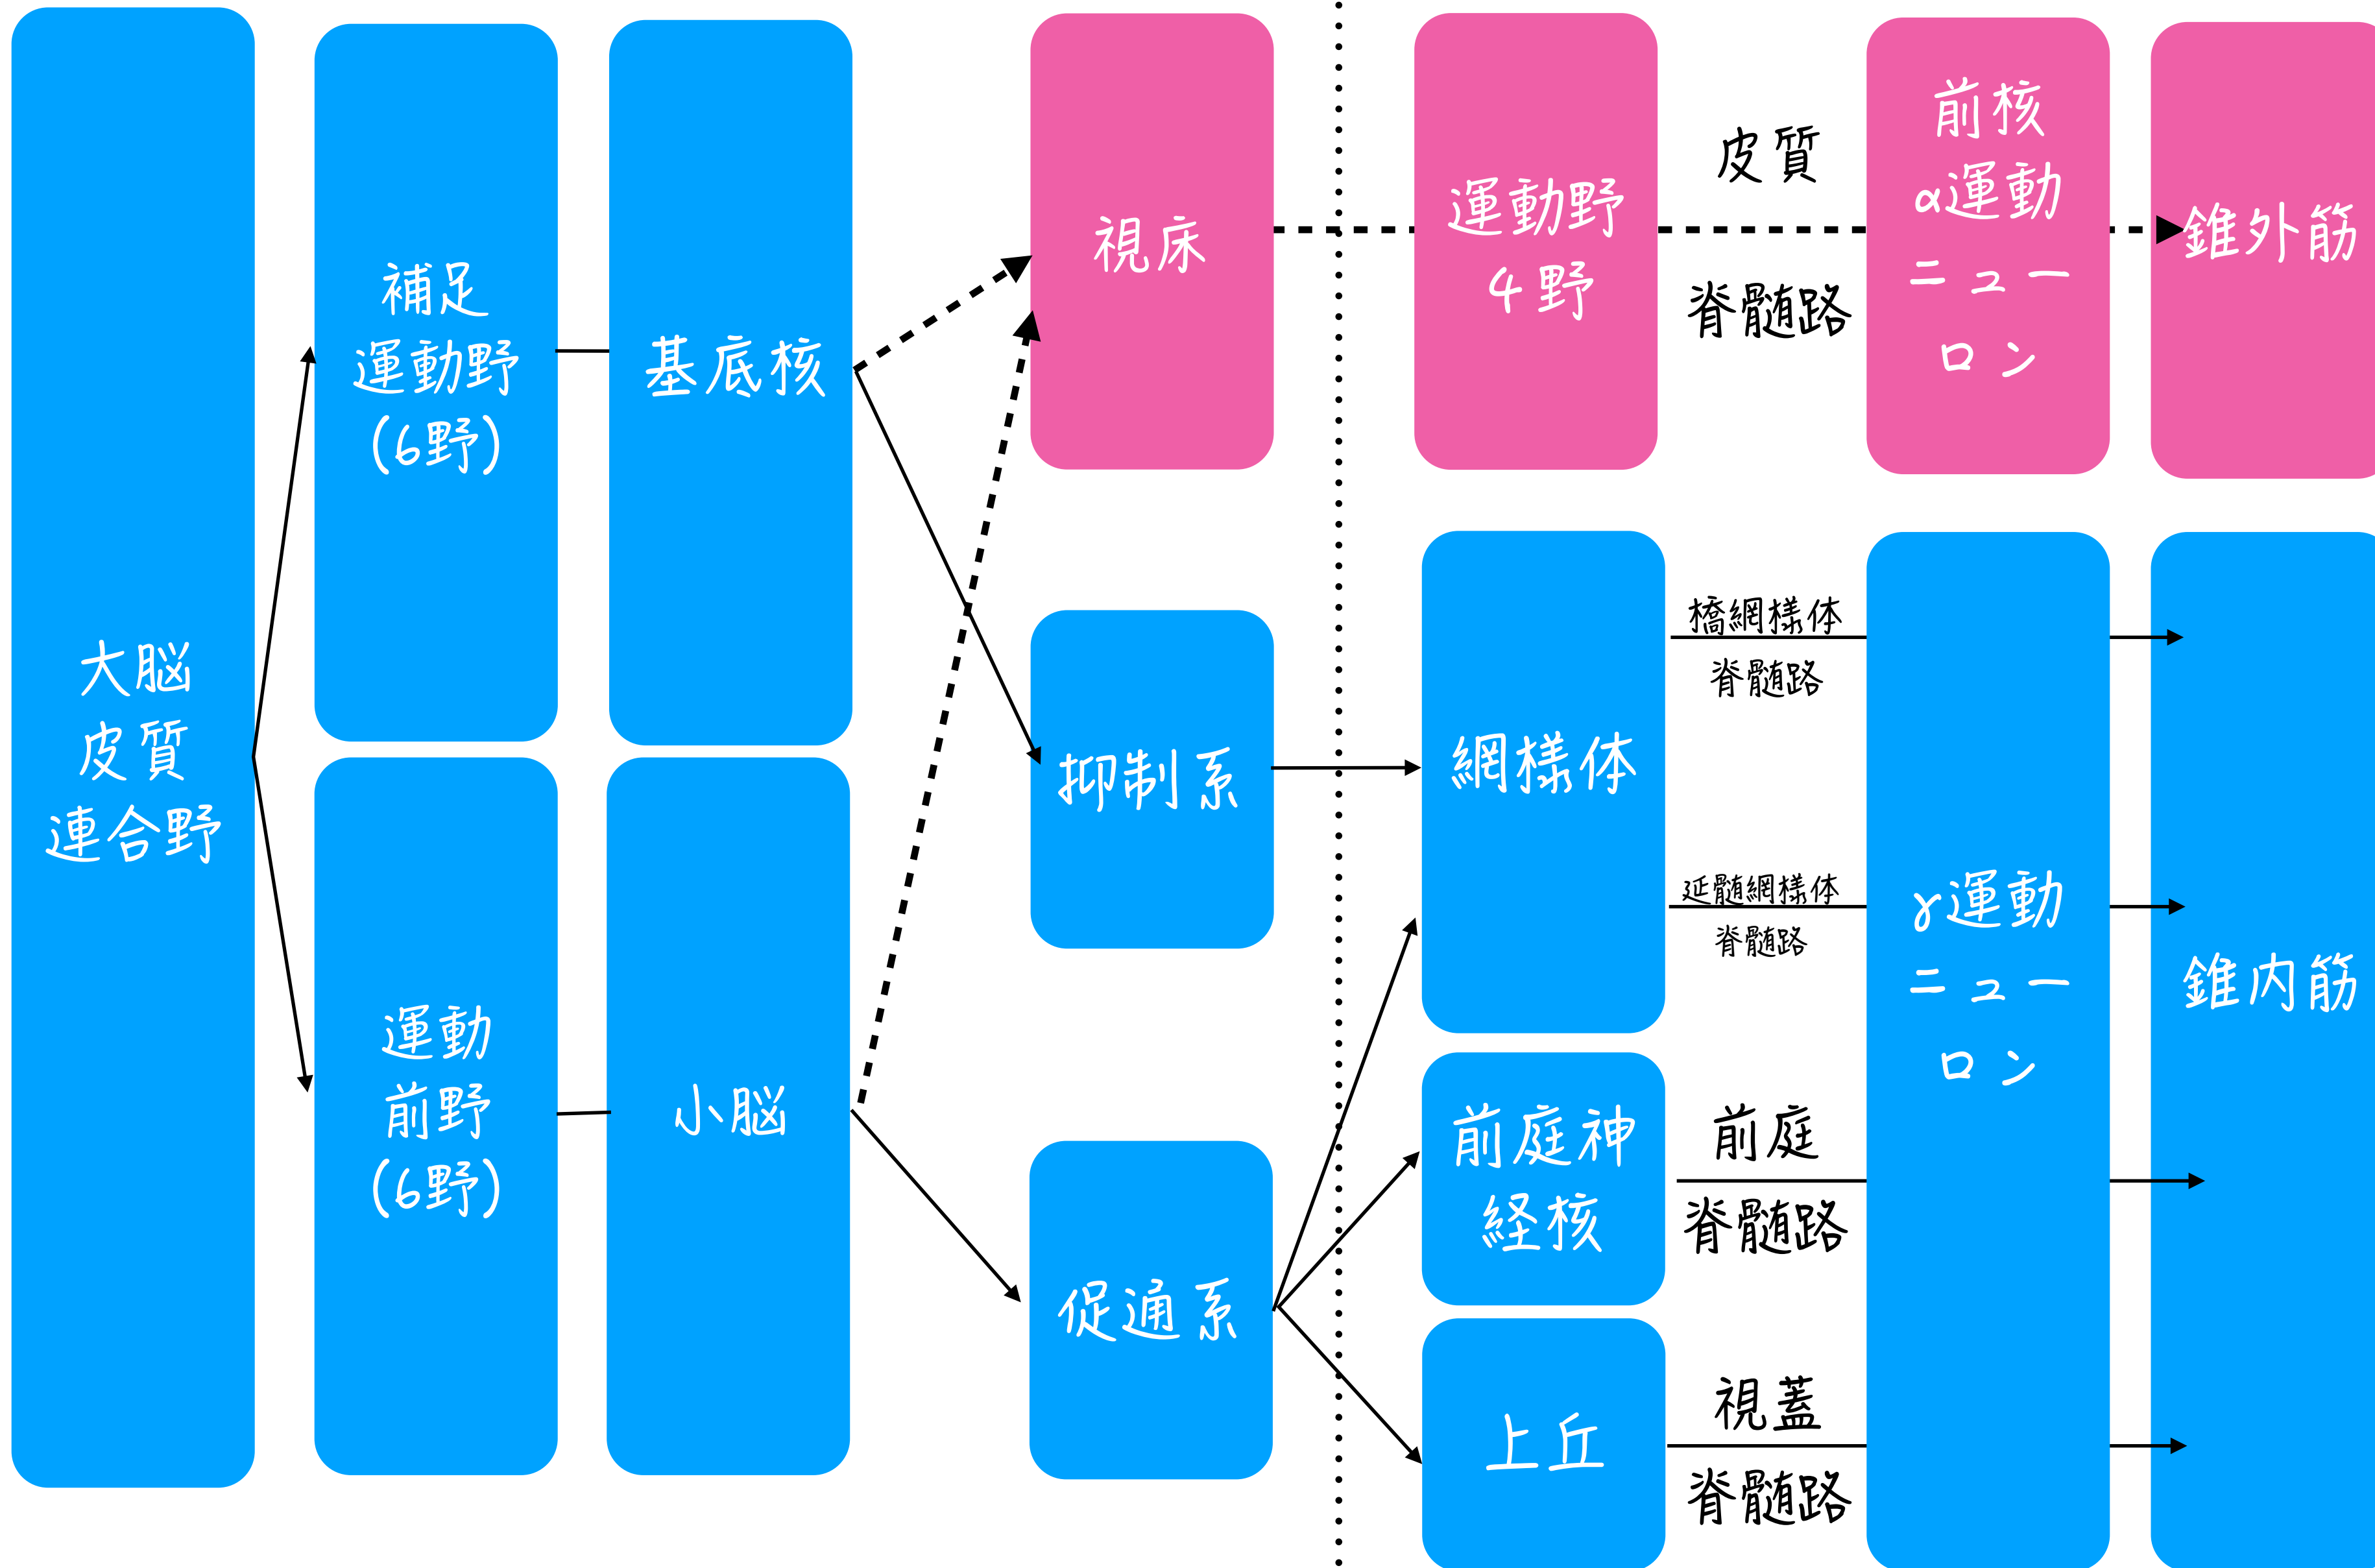 大脳
皮質
連合野
補足
運動野
(6野)
運動
前野
(6野)
基底核
小脳
視床
抑制系
促通系
運動野
4野
網様体
前庭神
経核
上丘
皮質
脊髄路
橋網様体
脊髄路
延髄網様体
脊髄路
前庭
脊髄路
視蓋
脊髄路
前核
α運動
ニュー
ロン
γ運動
ニュー
ロン
錐外筋
錐内筋